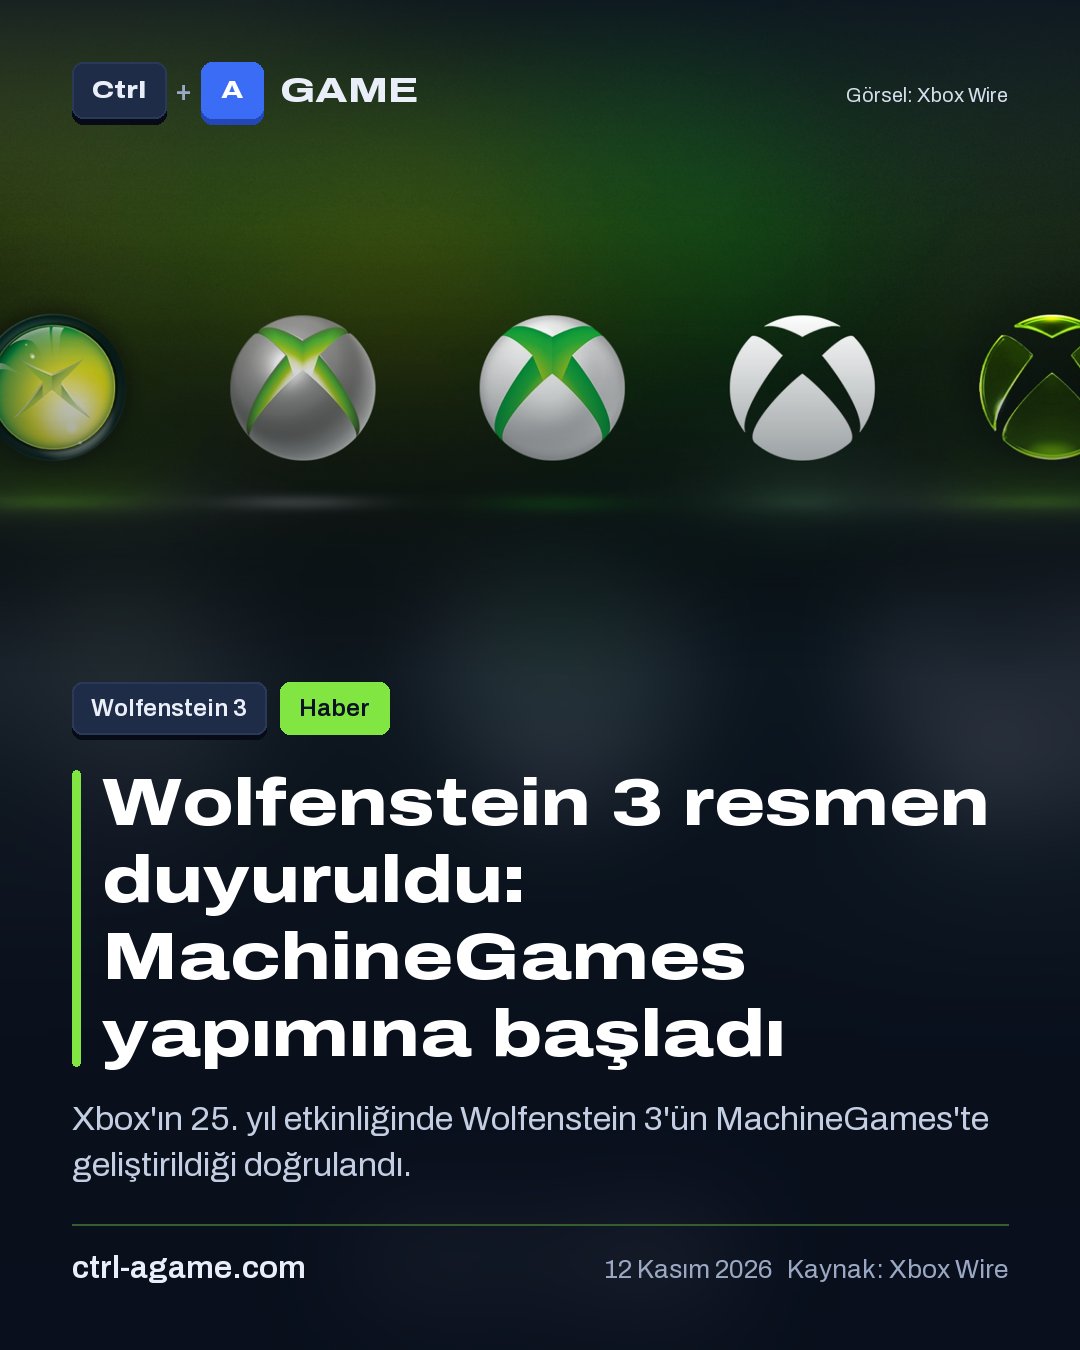 Ctrl + A GAME
Görsel: Xbox Wire
Wolfenstein 3 Haber
Wolfenstein 3 resmen
duyuruldu:
MachineGames
yapımına başladı
Xbox'ın 25. yıl etkinliğinde Wolfenstein 3'ün MachineGames'te
geliştirildiği doğrulandı.
ctrl-agame.com
12 Kasım 2026 Kaynak: Xbox Wire